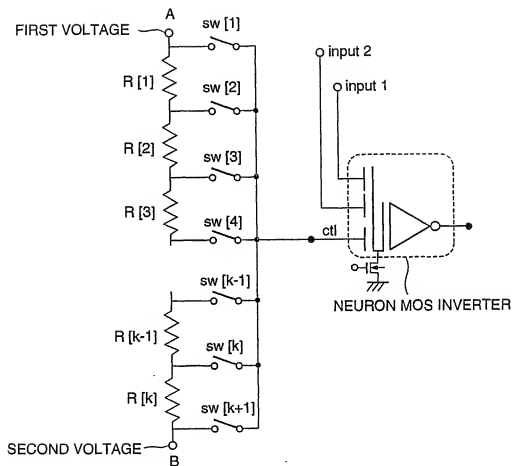 A
FIRST VOLTAGE
sw [1]
R [1]
sw [2]
R [2]
sw [3]
R [3]
sw [4]
input 2
input 1
ctl
NEURON MOS INVERTER
sw [k-1]
R [k-1]
sw [k]
R [k]
sw [k+1]
SECOND VOLTAGE
B